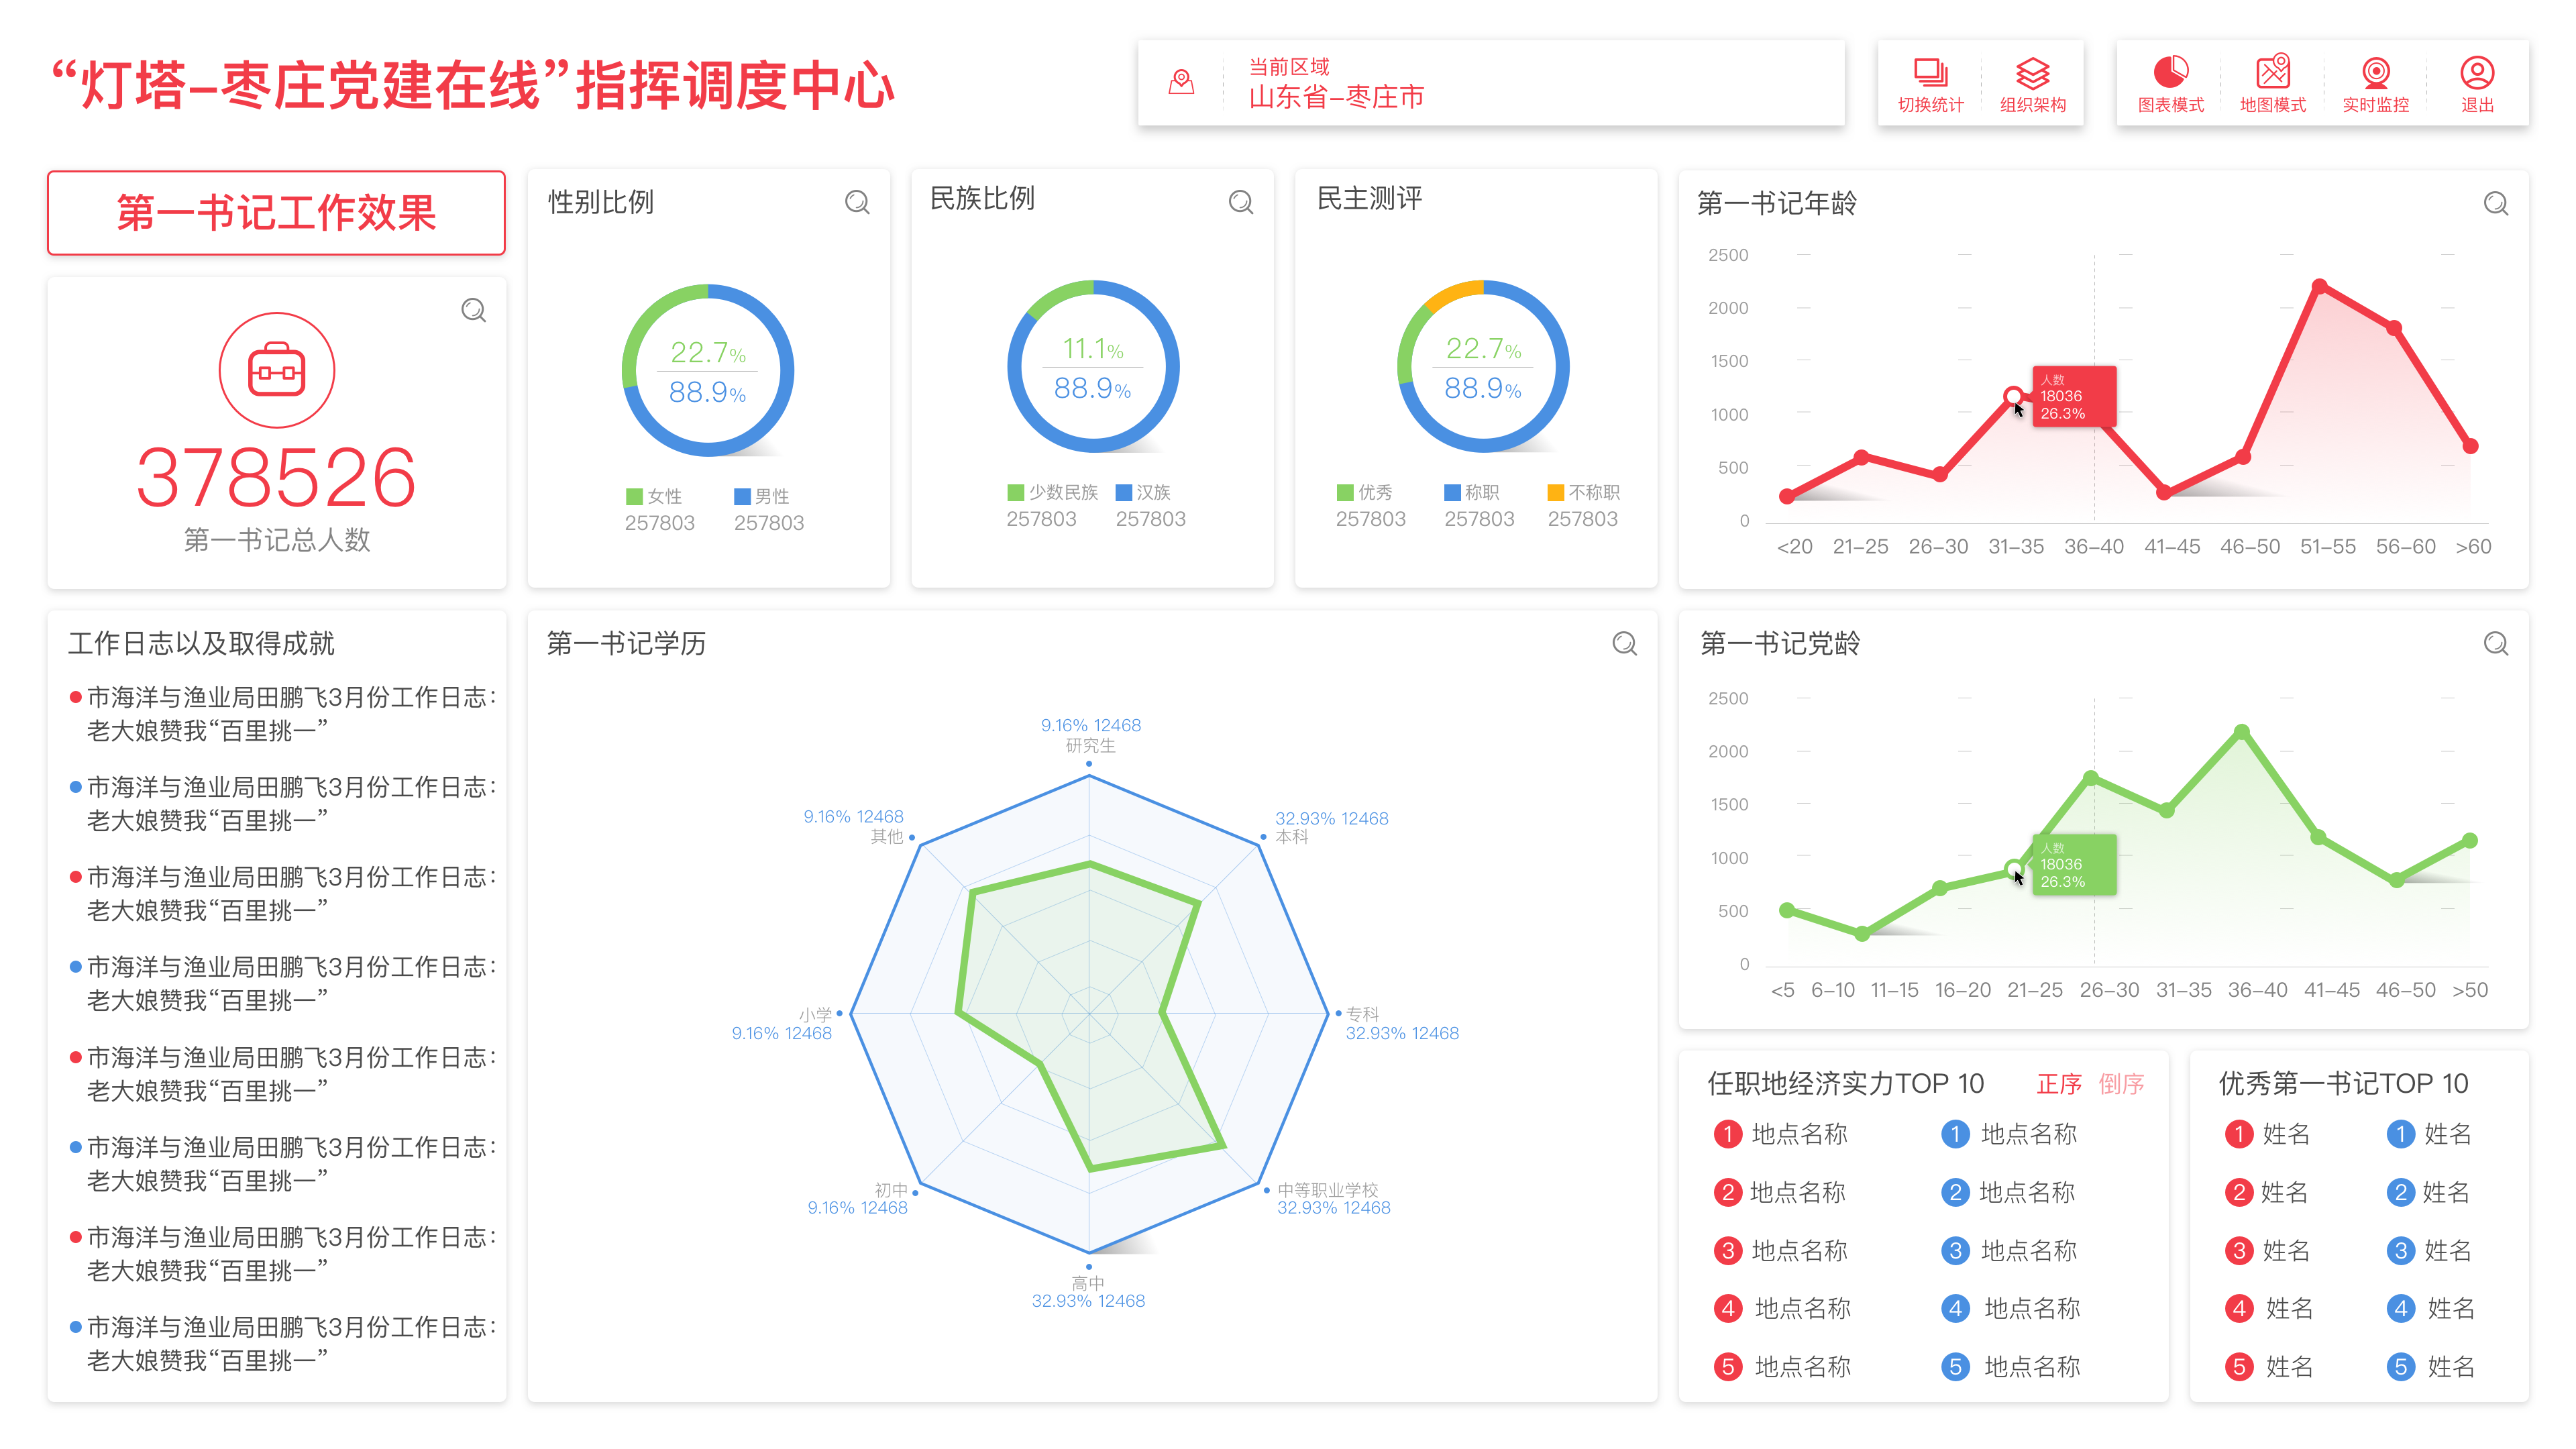 “灯塔–枣庄党建在线”指挥调度中心
当前区域
山东省–枣庄市
切换统计
组织架构
图表模式
地图模式
实时监控
退出
第一书记工作效果
378526
第一书记总人数
性别比例
22.7%
88.9%
女性
257803
男性
257803
民族比例
11.1%
88.9%
少数民族
257803
汉族
257803
民主测评
22.7%
88.9%
优秀
257803
称职
257803
不称职
257803
第一书记年龄
2500
2000
1500
1000
500
0
人数
18036
26.3%
<20 21–25 26–30 31–35 36–40 41–45 46–50 51–55 56–60 >60
工作日志以及取得成就
市海洋与渔业局田鹏飞3月份工作日志：
老大娘赞我“百里挑一”
市海洋与渔业局田鹏飞3月份工作日志：
老大娘赞我“百里挑一”
市海洋与渔业局田鹏飞3月份工作日志：
老大娘赞我“百里挑一”
市海洋与渔业局田鹏飞3月份工作日志：
老大娘赞我“百里挑一”
市海洋与渔业局田鹏飞3月份工作日志：
老大娘赞我“百里挑一”
市海洋与渔业局田鹏飞3月份工作日志：
老大娘赞我“百里挑一”
市海洋与渔业局田鹏飞3月份工作日志：
老大娘赞我“百里挑一”
市海洋与渔业局田鹏飞3月份工作日志：
老大娘赞我“百里挑一”
第一书记学历
9.16% 12468
研究生
32.93% 12468
本科
专科
32.93% 12468
中等职业学校
32.93% 12468
高中
32.93% 12468
初中
9.16% 12468
小学
9.16% 12468
9.16% 12468
其他
第一书记党龄
2500
2000
1500
1000
500
0
人数
18036
26.3%
<5 6–10 11–15 16–20 21–25 26–30 31–35 36–40 41–45 46–50 >50
任职地经济实力TOP 10 正序 倒序
1 地点名称 1 地点名称
2 地点名称 2 地点名称
3 地点名称 3 地点名称
4 地点名称 4 地点名称
5 地点名称 5 地点名称
优秀第一书记TOP 10
1 姓名 1 姓名
2 姓名 2 姓名
3 姓名 3 姓名
4 姓名 4 姓名
5 姓名 5 姓名